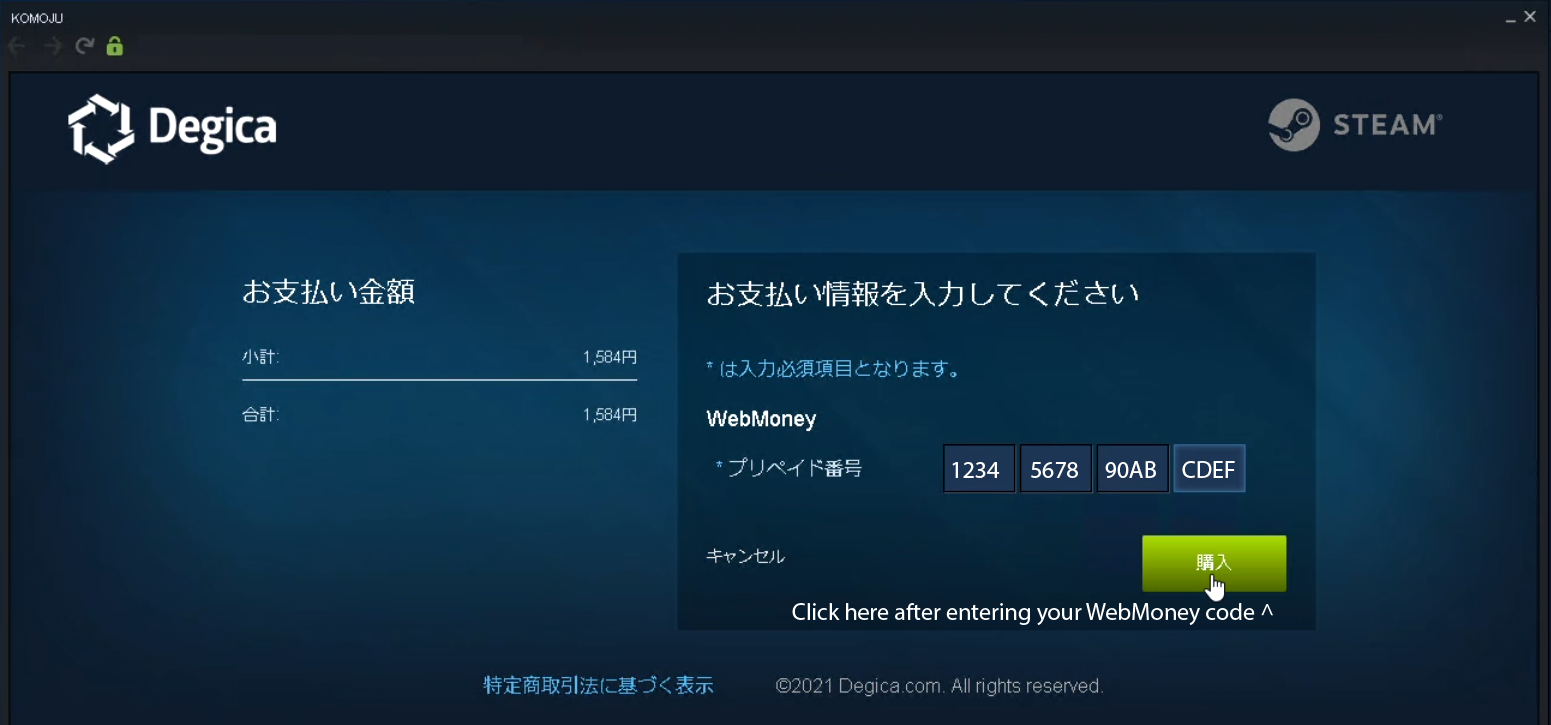 KOMOJU
Degica
STEAM®
お支払い金額
小計: 1,584円
合計: 1,584円
お支払い情報を入力してください
* は入力必須項目となります。
WebMoney
* プリペイド番号 1234 5678 90AB CDEF
キャンセル 購入
Click here after entering your WebMoney code ^
特定商取引法に基づく表示 ©2021 Degica.com. All rights reserved.